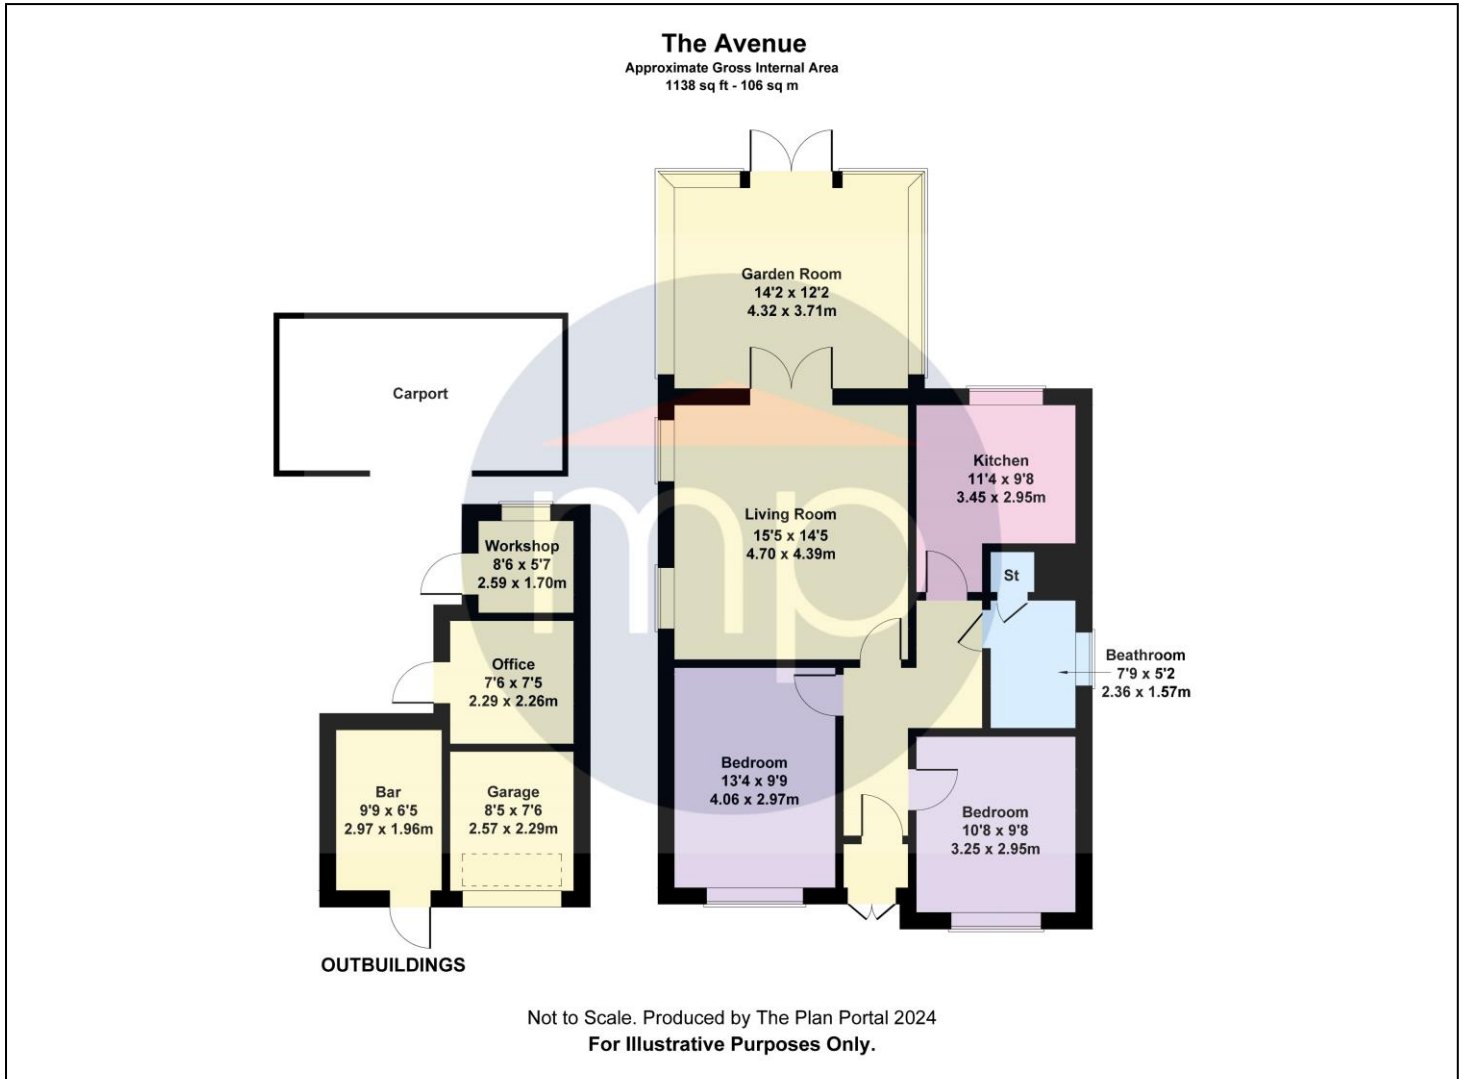 The Avenue
Approximate Gross Internal Area
1138 sq ft - 106 sq m
Garden Room
14'2 x 12'2
4.32 x 3.71m
Carport
Kitchen
11'4 x 9'8
3.45 x 2.95m
Living Room
15'5 x 14'5
4.70 x 4.39m
Workshop
8'6 x 5'7
2.59 x 1.70m
St
mp
Office
7'6 x 7'5
2.29 x 2.26m
Beathroom
7'9 x 5'2
2.36 x 1.57m
Bedroom
13'4 x 9'9
4.06 x 2.97m
Bar
9'9 x 6'5
2.97 x 1.96m
Garage
8'5 x 7'6
2.57 x 2.29m
Bedroom
10'8 x 9'8
3.25 x 2.95m
OUTBUILDINGS
Not to Scale. Produced by The Plan Portal 2024
For Illustrative Purposes Only.